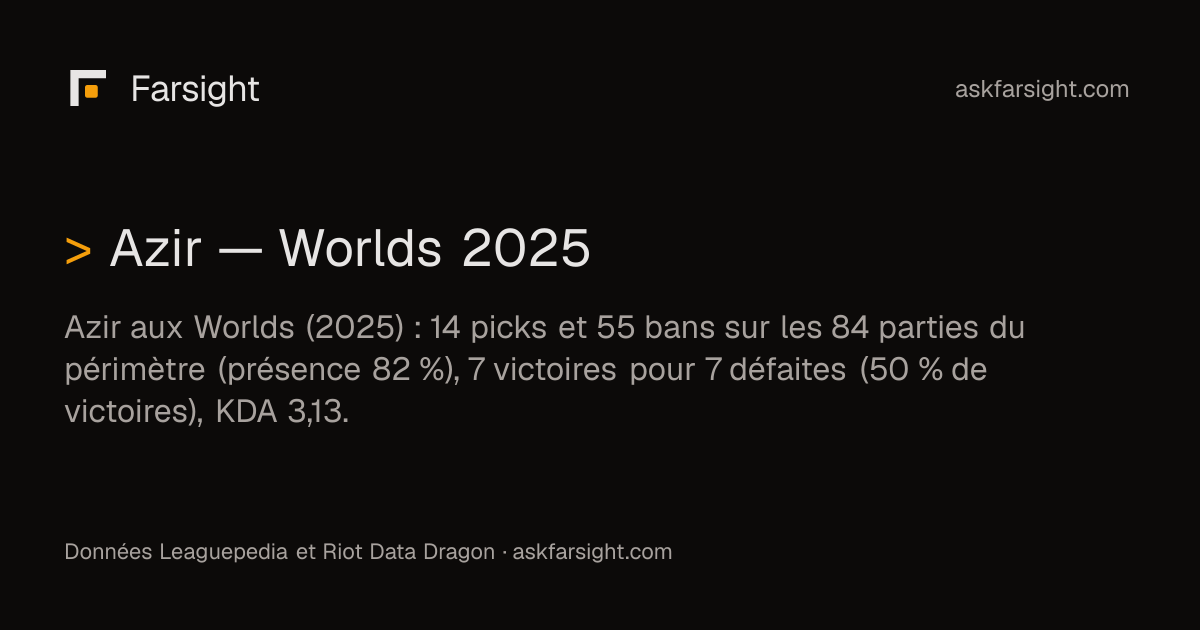 Farsight
askfarsight.com
> Azir — Worlds 2025
Azir aux Worlds (2025) : 14 picks et 55 bans sur les 84 parties du
périmètre (présence 82 %), 7 victoires pour 7 défaites (50 % de
victoires), KDA 3,13.
Données Leaguepedia et Riot Data Dragon · askfarsight.com